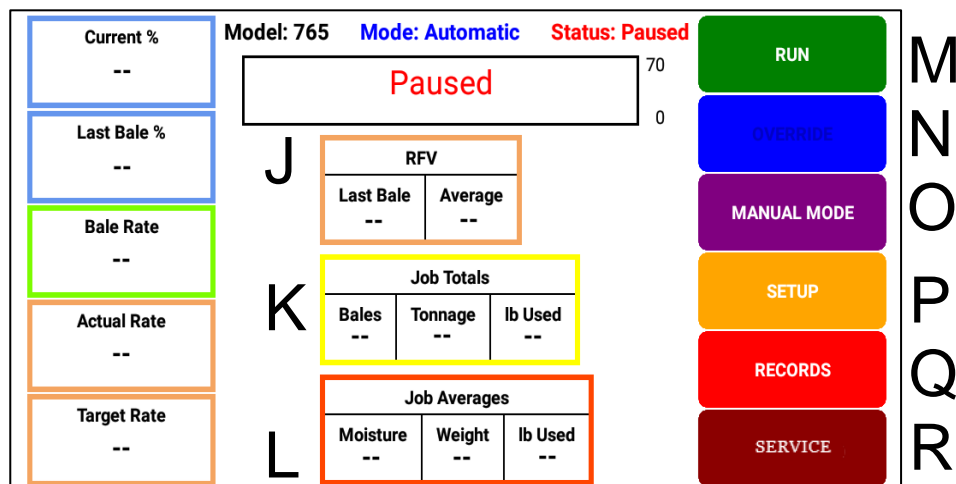 Current %
--
Last Bale %
--
Bale Rate
--
Actual Rate
--
Target Rate
--
Model: 765 Mode: Automatic Status: Paused
Paused
70
0
J
RFV
Last Bale Average
-- --
K
Job Totals
Bales Tonnage lb Used
-- -- --
L
Job Averages
Moisture Weight lb Used
-- -- --
RUN M
OVERRIDE N
MANUAL MODE O
SETUP P
RECORDS Q
SERVICE R